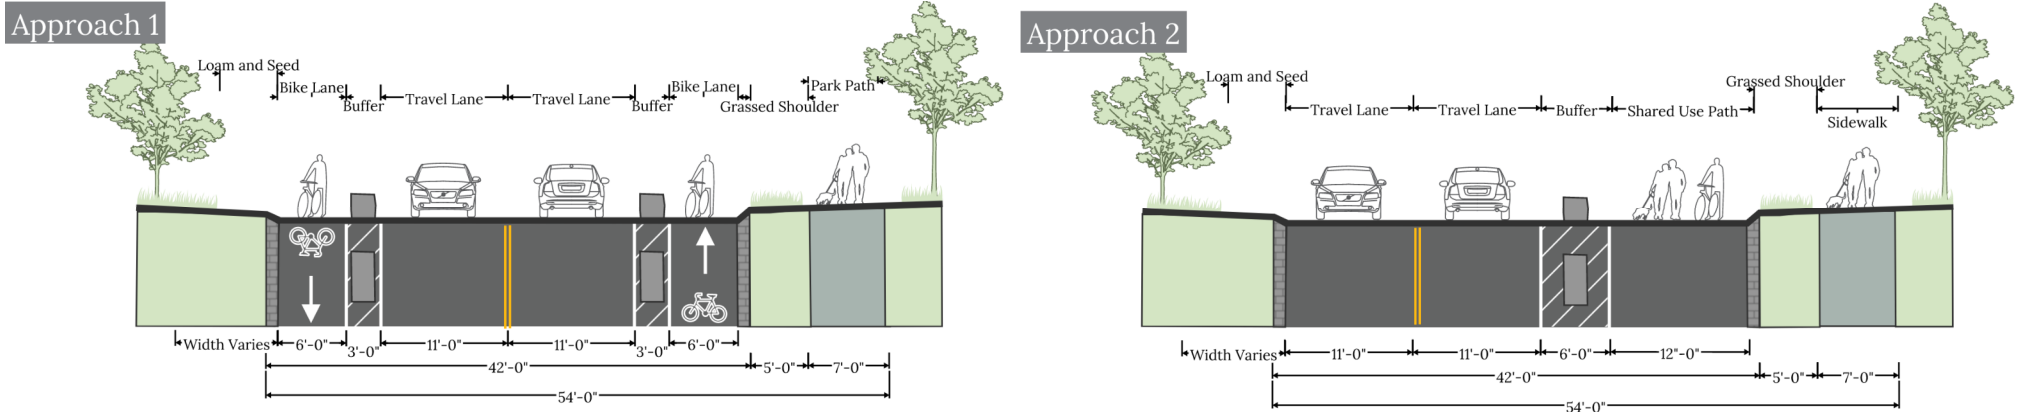 Approach 1
Loam and Seed
Bike Lane
Buffer
Travel Lane
Travel Lane
Buffer
Bike Lane
Grassed Shoulder
Park Path
Width Varies
6'-0"
3'-0"
11'-0"
11'-0"
3'-0"
6'-0"
42'-0"
5'-0"
7'-0"
54'-0"
Approach 2
Loam and Seed
Travel Lane
Travel Lane
Buffer
Shared Use Path
Grassed Shoulder
Sidewalk
Width Varies
11'-0"
11'-0"
6'-0"
12"-0"
42'-0"
5'-0"
7'-0"
54'-0"